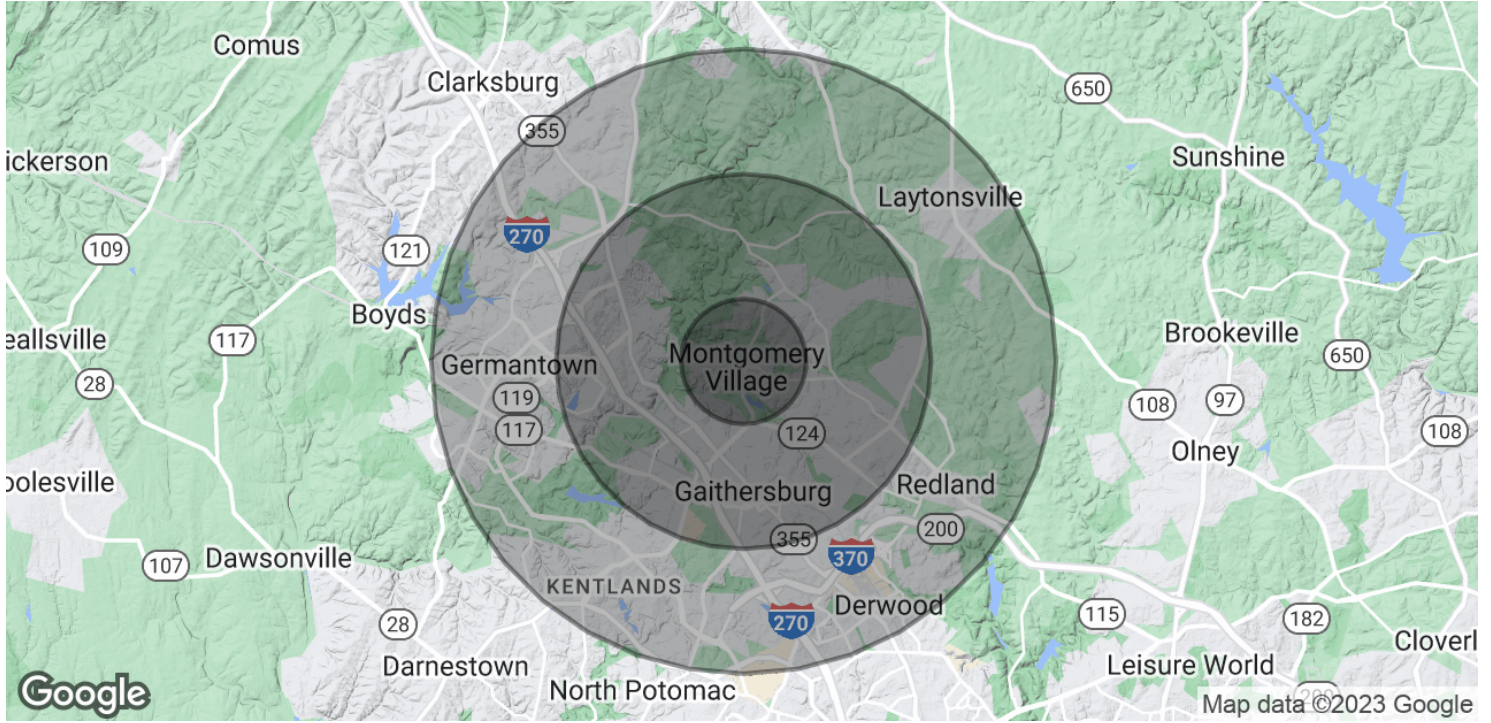 Comus
Clarksburg
650
355
ickerson
Sunshine
Laytonsville
270
109
121
Boyds
eallsville
117
Brookeville
Montgomery
Village
650
Germantown
28
119
108
97
117
124
108
Olney
oolesville
Gaithersburg
Redland
200
355
Dawsonville
107
370
KENTLANDS
Derwood
270
28
115
182
Cloverl
Darnestown
Leisure World
North Potomac
Google
Map data ©2023 Google